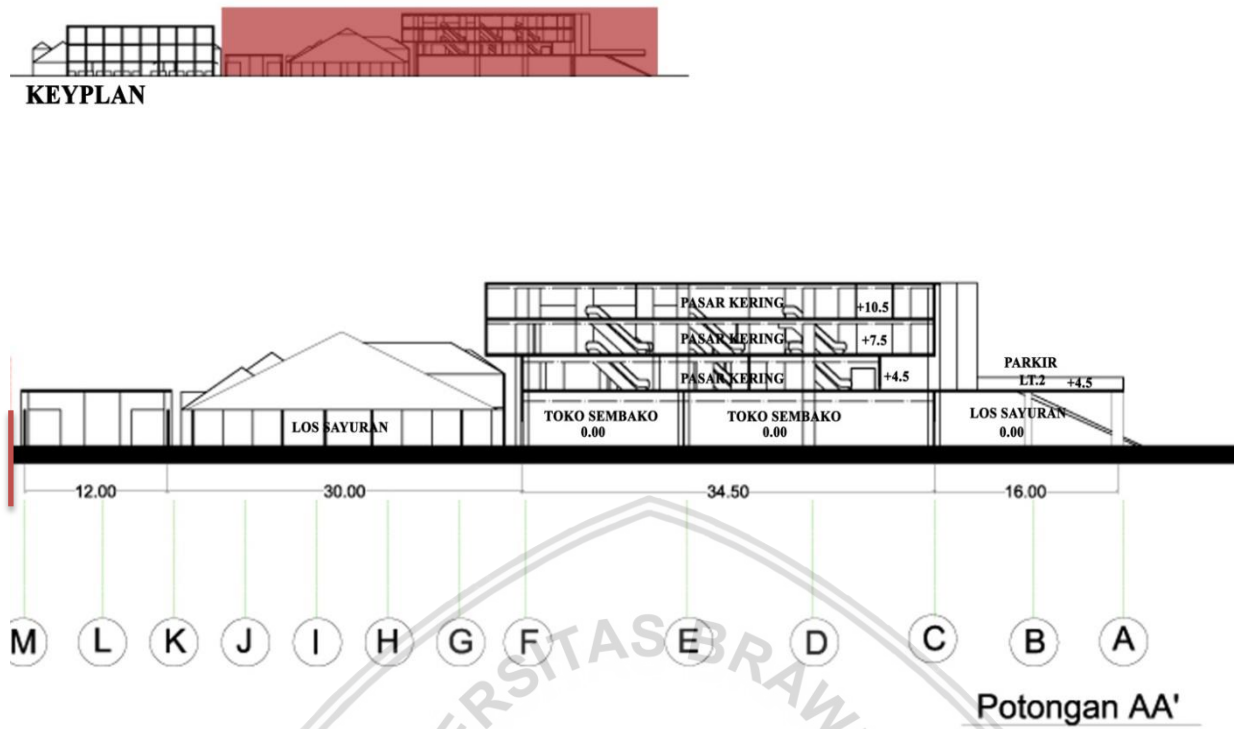 KEYPLAN
PASAR KERING +10.5
PASAR KERING +7.5
PASAR KERING +4.5
PARKIR
LT.2 +4.5
LOS SAYURAN
TOKO SEMBAKO
0.00
TOKO SEMBAKO
0.00
LOS SAYURAN
0.00
12.00 30.00 34.50 16.00
M L K J I H G F E D C B A
ERSITAS BRAW
Potongan AA'